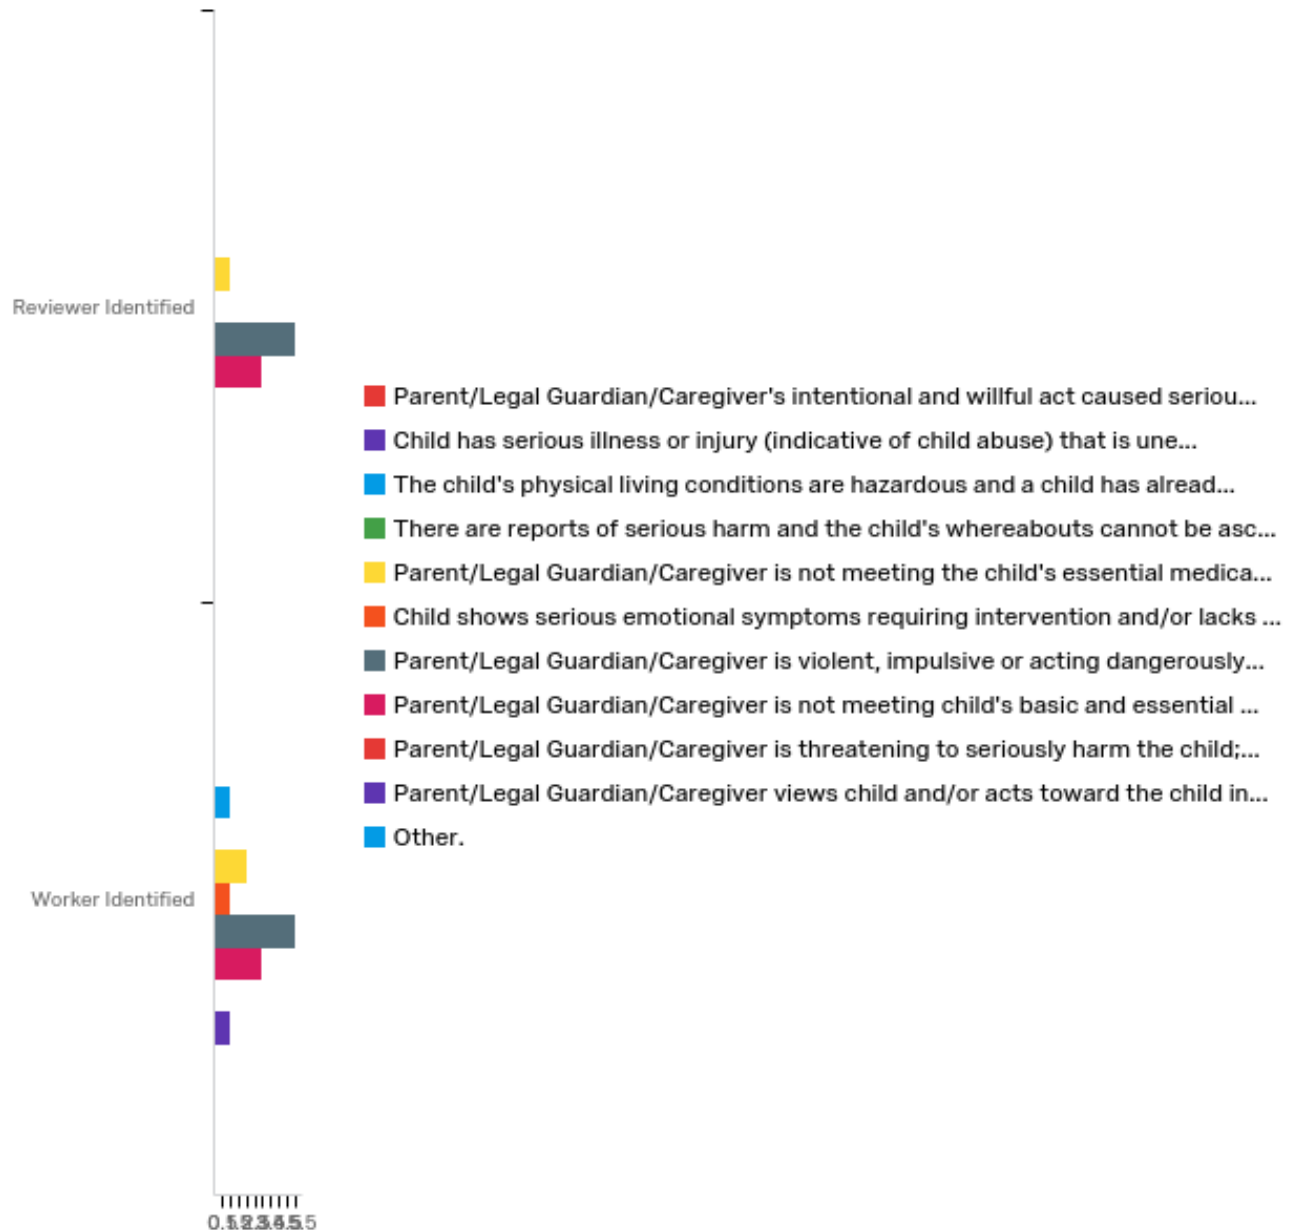 Reviewer Identified
Parent/Legal Guardian/Caregiver's intentional and willful act caused seriou...
Child has serious illness or injury (indicative of child abuse) that is une...
The child's physical living conditions are hazardous and a child has alread...
There are reports of serious harm and the child's whereabouts cannot be asc...
Parent/Legal Guardian/Caregiver is not meeting the child's essential medica...
Child shows serious emotional symptoms requiring intervention and/or lacks ...
Parent/Legal Guardian/Caregiver is violent, impulsive or acting dangerously...
Parent/Legal Guardian/Caregiver is not meeting child's basic and essential ...
Parent/Legal Guardian/Caregiver is threatening to seriously harm the child;...
Parent/Legal Guardian/Caregiver views child and/or acts toward the child in...
Other.
Worker Identified